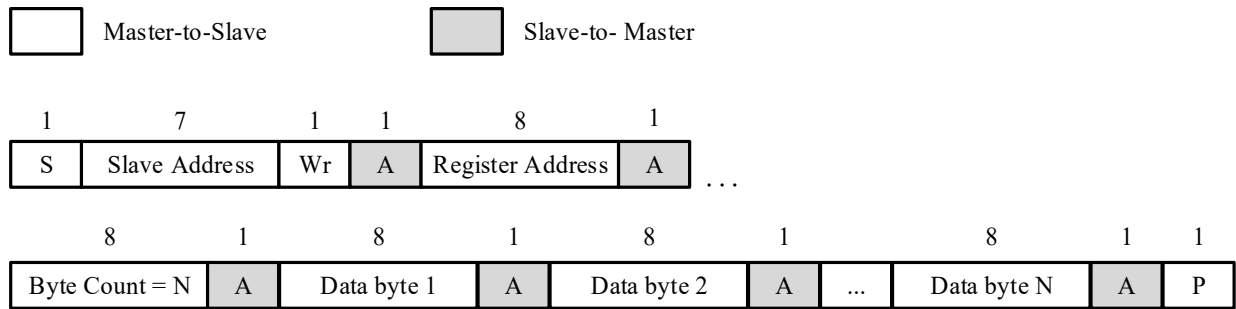 Master-to-Slave Slave-to- Master
1 7 1 1 8 1
S Slave Address Wr A Register Address A ...
8 1 8 1 8 1 8 1 1
Byte Count = N A Data byte 1 A Data byte 2 A ... Data byte N A P